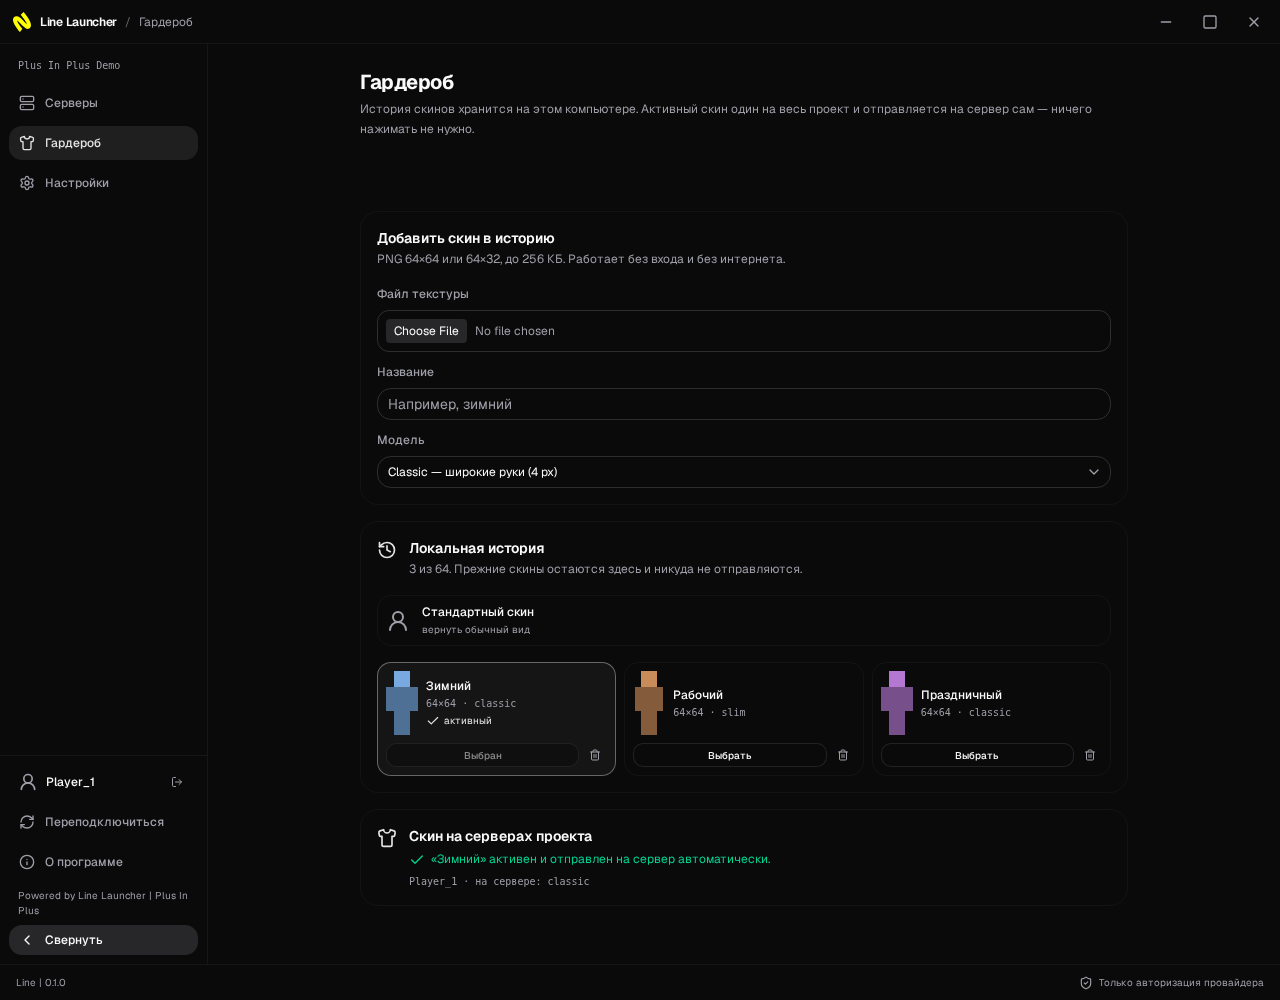 Line Launcher / Гардероб
Plus In Plus Demo
Серверы
Гардероб
Настройки
Гардероб
История скинов хранится на этом компьютере. Активный скин один на весь проект и отправляется на сервер сам — ничего
нажимать не нужно.
Добавить скин в историю
PNG 64×64 или 64×32, до 256 КБ. Работает без входа и без интернета.
Файл текстуры
Choose File No file chosen
Название
Например, зимний
Модель
Classic — широкие руки (4 px)
Локальная история
3 из 64. Прежние скины остаются здесь и никуда не отправляются.
Стандартный скин
вернуть обычный вид
Зимний
64×64 · classic
активный
Выбран
Рабочий
64×64 · slim
Выбрать
Праздничный
64×64 · classic
Выбрать
Скин на серверах проекта
«Зимний» активен и отправлен на сервер автоматически.
Player_1 · на сервере: classic
Player_1
Переподключиться
О программе
Powered by Line Launcher | Plus In
Plus
Свернуть
Line | 0.1.0
Только авторизация провайдера